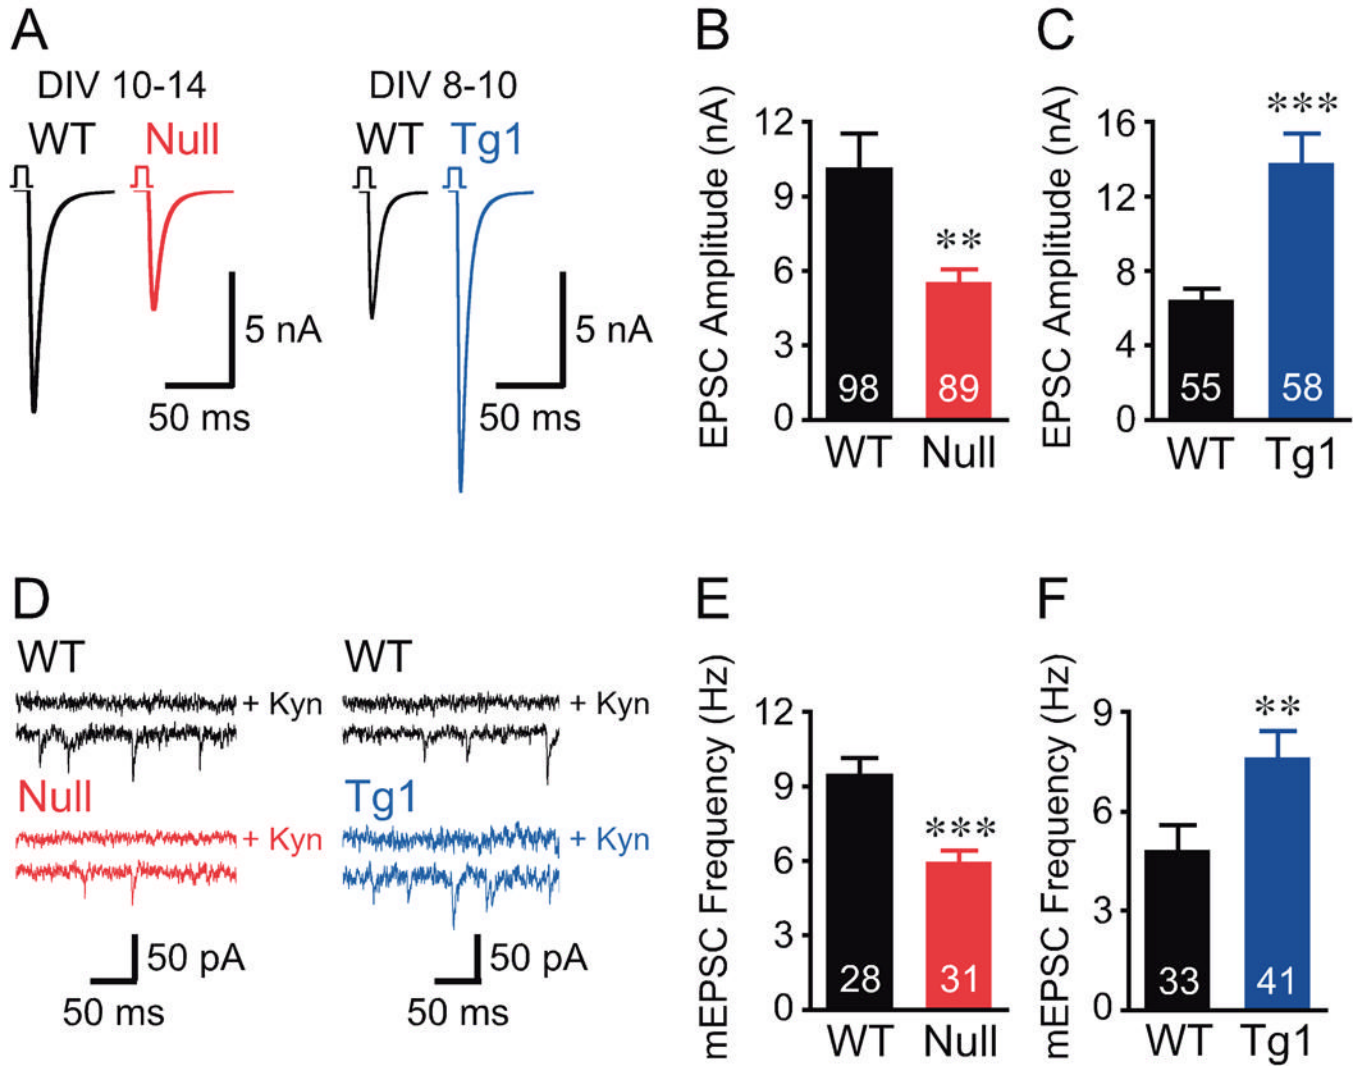 A
DIV 10-14
WT Null
5 nA
50 ms
DIV 8-10
WT Tg1
5 nA
50 ms
B
EPSC Amplitude (nA)
12
9
6
3
0
**
98 89
WT Null
C
EPSC Amplitude (nA)
16
12
8
4
0
***
55 58
WT Tg1
D
WT
+ Kyn
Null
+ Kyn
50 pA
50 ms
WT
+ Kyn
Tg1
+ Kyn
50 pA
50 ms
E
mEPSC Frequency (Hz)
12
9
6
3
0
***
28 31
WT Null
F
mEPSC Frequency (Hz)
9
6
3
0
**
33 41
WT Tg1